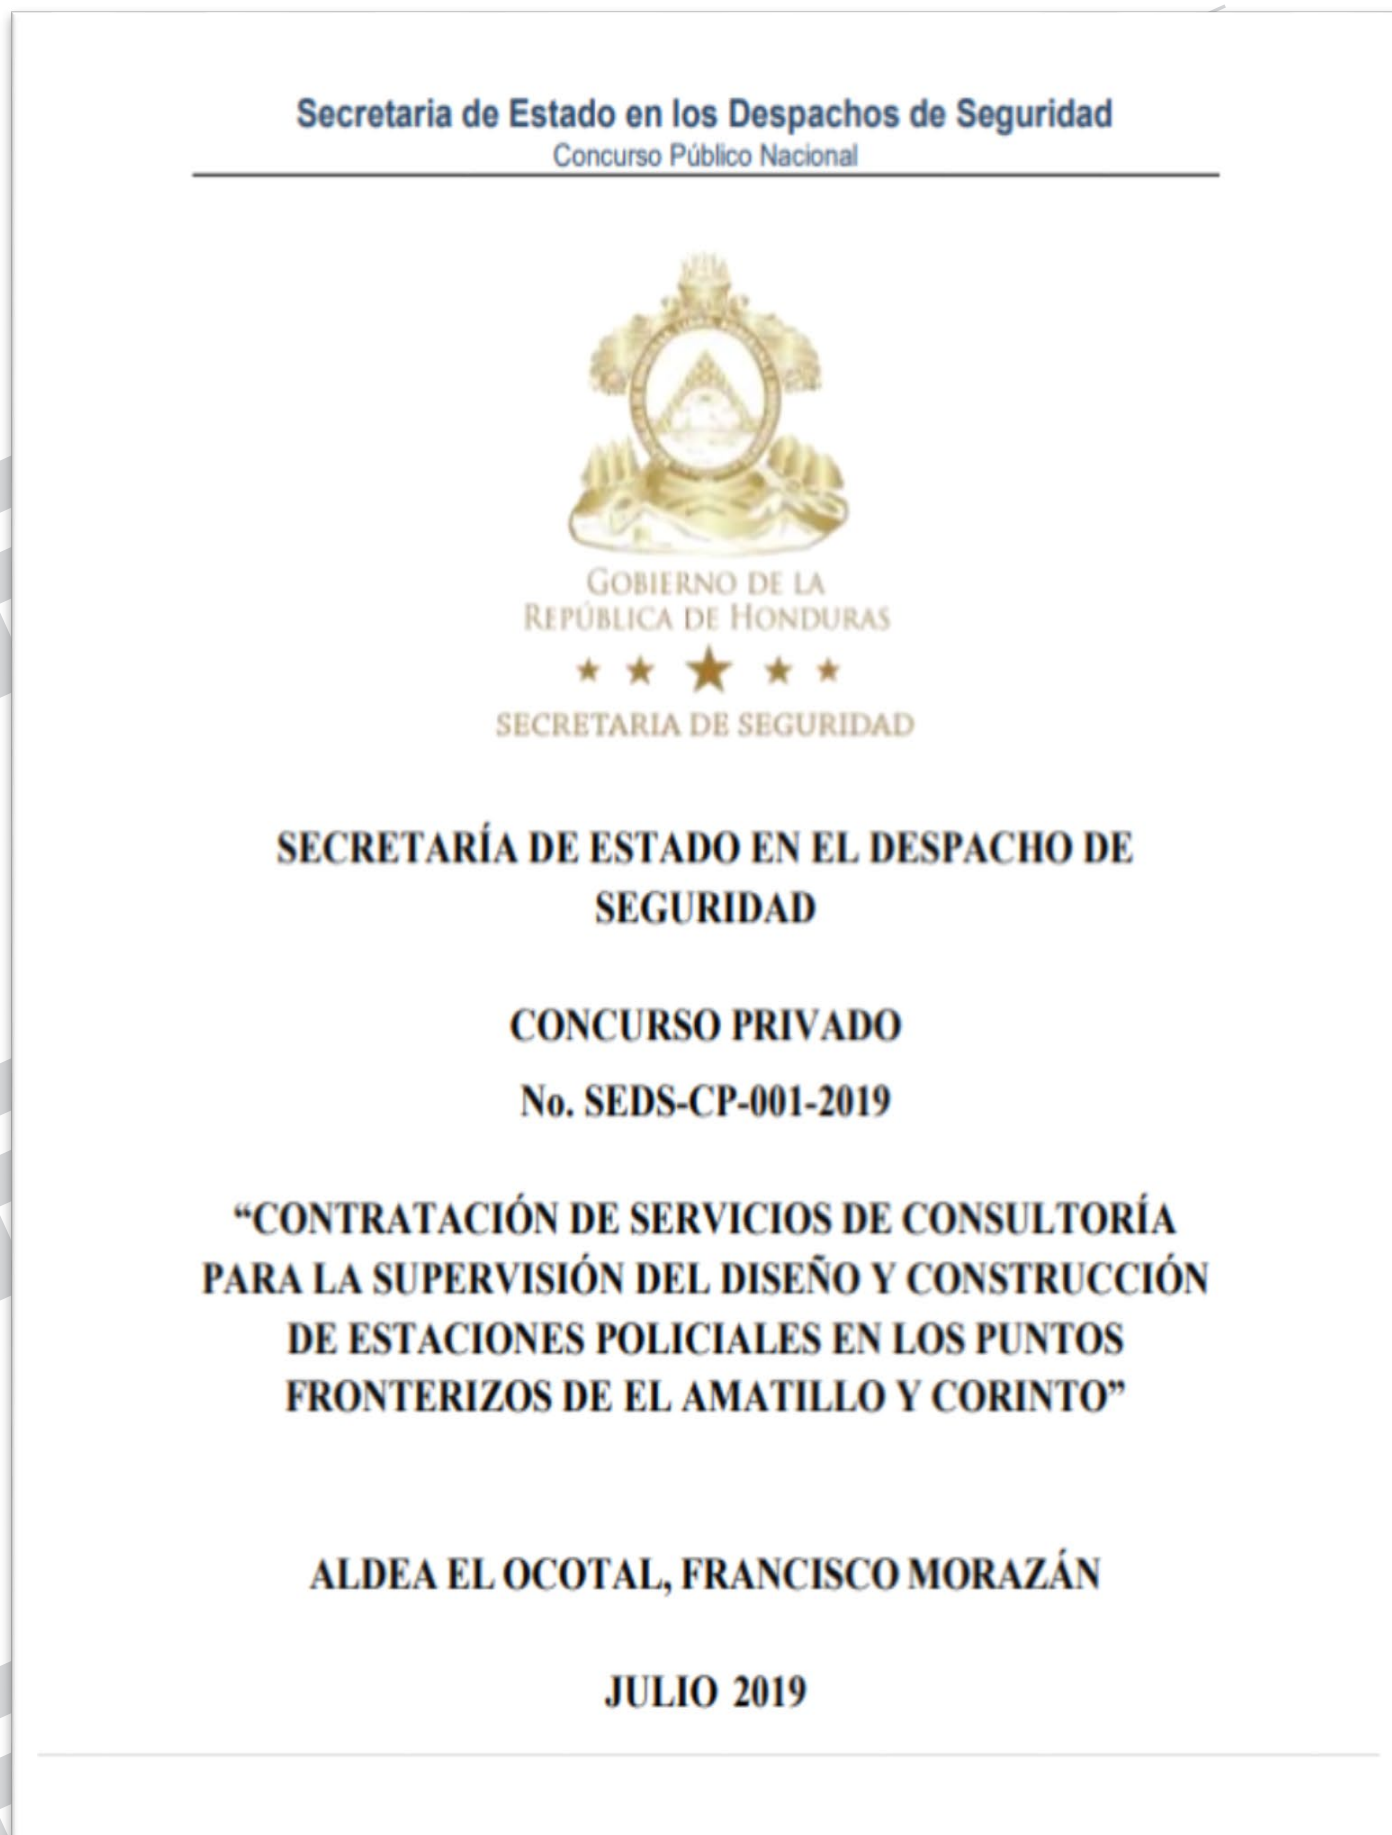 Secretaria de Estado en los Despachos de Seguridad
Concurso Público Nacional
GOBIERNO DE LA
REPÚBLICA DE HONDURAS
SECRETARIA DE SEGURIDAD
SECRETARÍA DE ESTADO EN EL DESPACHO DE
SEGURIDAD
CONCURSO PRIVADO
No. SEDS-CP-001-2019
“CONTRATACIÓN DE SERVICIOS DE CONSULTORÍA
PARA LA SUPERVISIÓN DEL DISEÑO Y CONSTRUCCIÓN
DE ESTACIONES POLICIALES EN LOS PUNTOS
FRONTERIZOS DE EL AMATILLO Y CORINTO”
ALDEA EL OCOTAL, FRANCISCO MORAZÁN
JULIO 2019